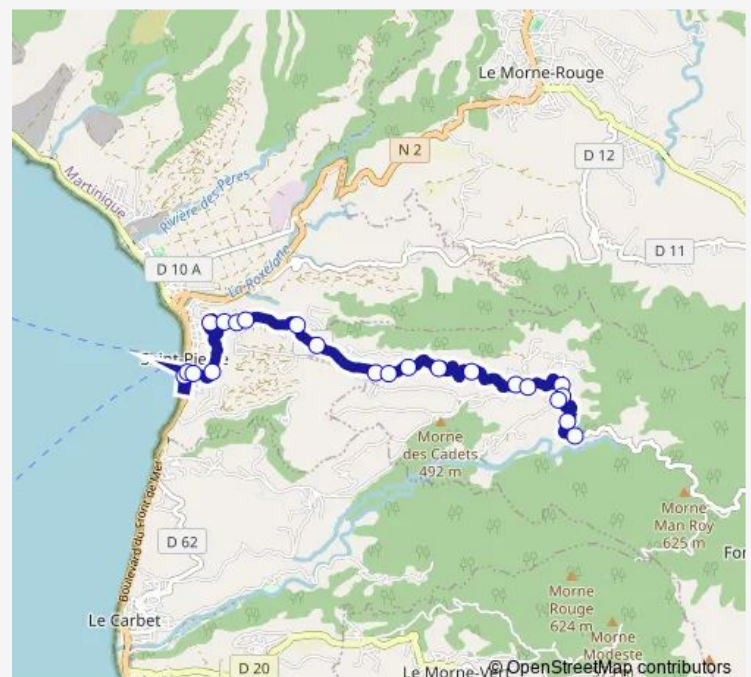 Le Morne-Rouge
N 2
D 12
Martinique
Rivière des Pères
D 11
D 10 A
La Roxelane
Morne
des Cadets
492 m
Morne
Man Roy
625 m
D 62
Boulevard du Front de Mer
Morne
Rouge
624 m
Le Carbet
Morne
Modeste
D 20
© OpenStreetMap contributors